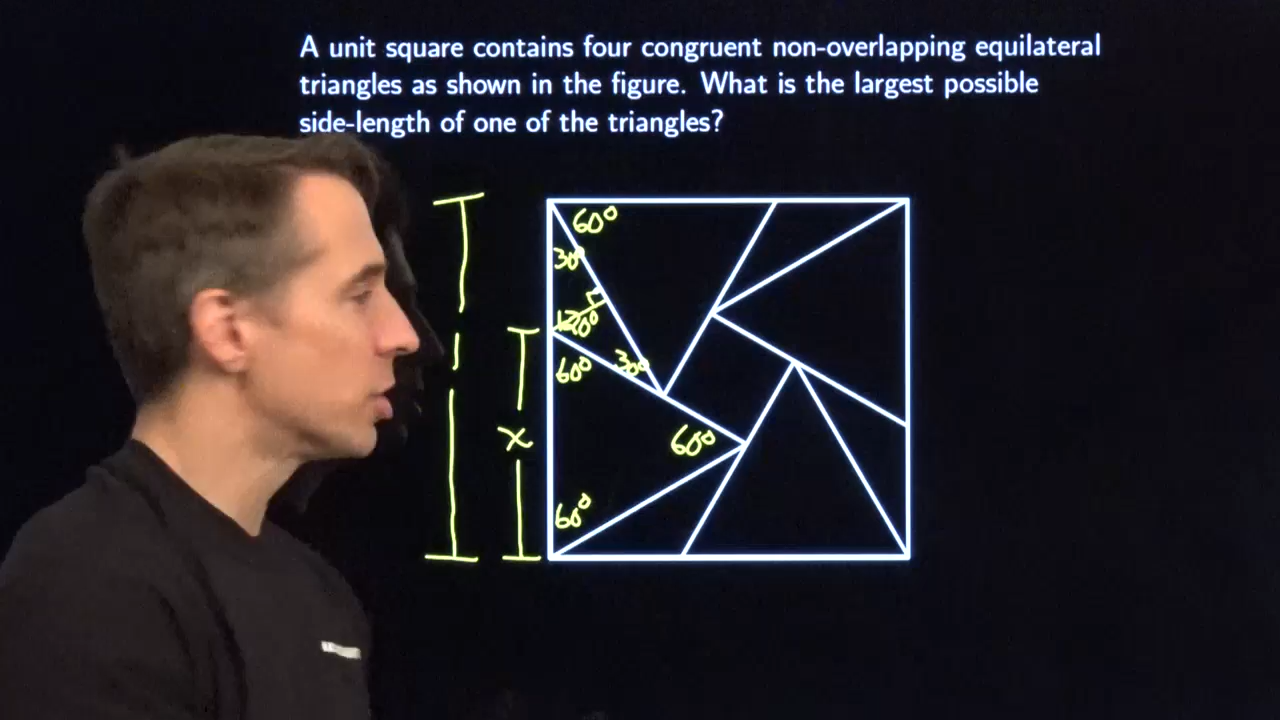 A unit square contains four congruent non-overlapping equilateral
triangles as shown in the figure. What is the largest possible
side-length of one of the triangles?
60°
30°
1
120°
30°
60°
x
60°
60°